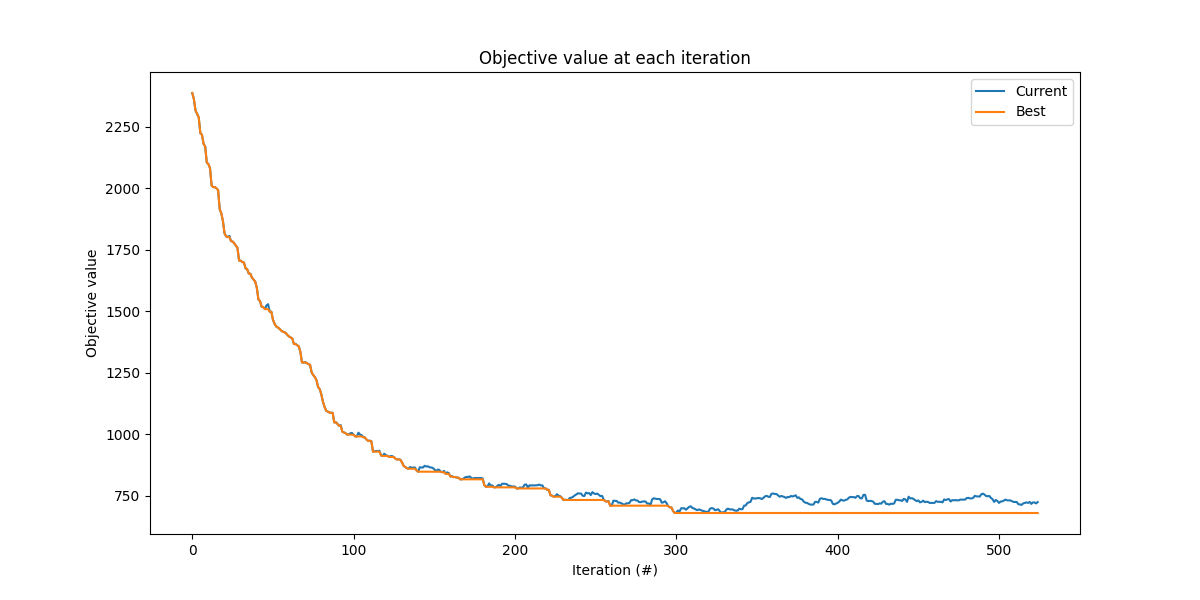 Objective value at each iteration
Current
Best
Objective value
2250
2000
1750
1500
1250
1000
750
0
100
200
300
400
500
Iteration (#)